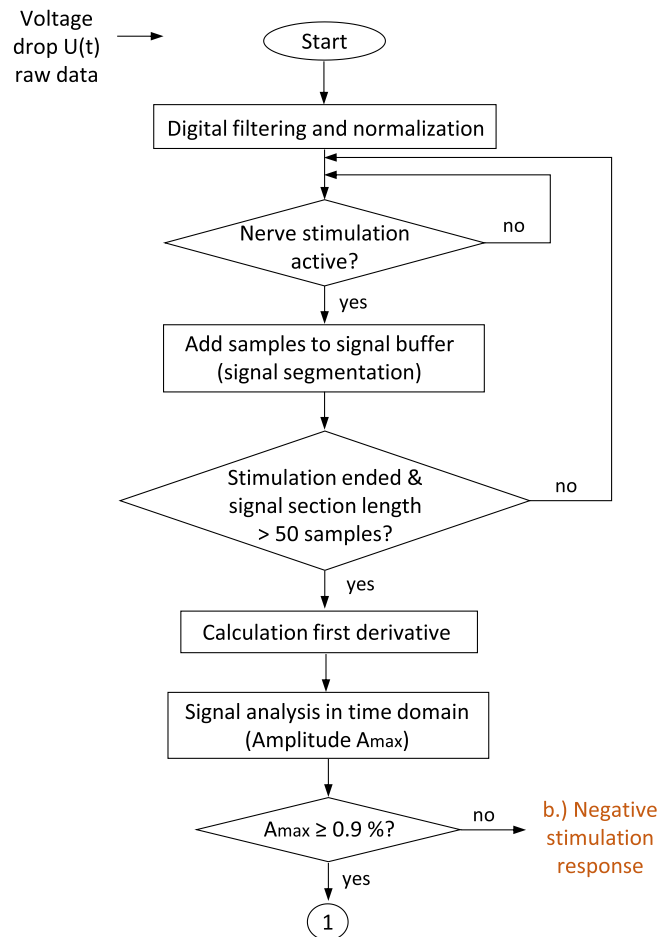 Voltage
drop U(t)
raw data
Start
Digital filtering and normalization
Nerve stimulation
active?
no
yes
Add samples to signal buffer
(signal segmentation)
Stimulation ended &
signal section length
> 50 samples?
no
yes
Calculation first derivative
Signal analysis in time domain
(Amplitude Amax)
Amax ≥ 0.9 %?
no
b.) Negative
stimulation
response
yes
1